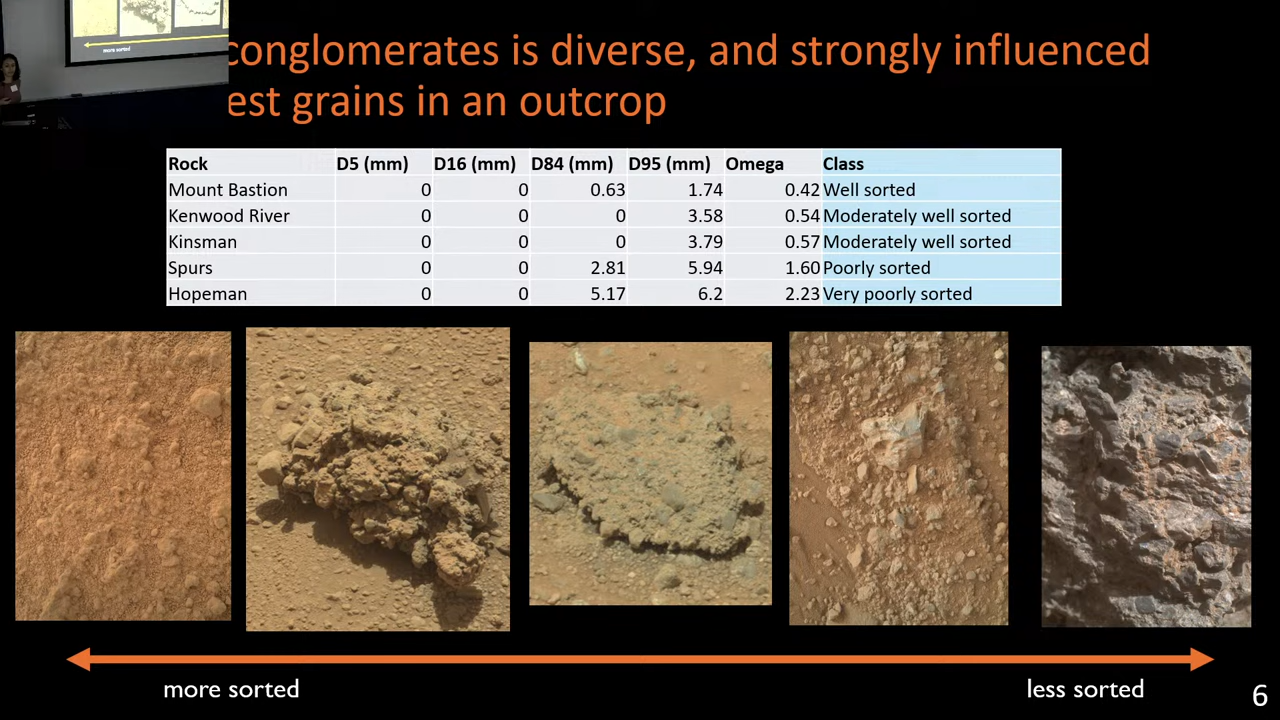 more sorted
conglomerates is diverse, and strongly influenced
est grains in an outcrop
Rock D5 (mm) D16 (mm) D84 (mm) D95 (mm) Omega Class
Mount Bastion 0 0 0.63 1.74 0.42 Well sorted
Kenwood River 0 0 0 3.58 0.54 Moderately well sorted
Kinsman 0 0 0 3.79 0.57 Moderately well sorted
Spurs 0 0 2.81 5.94 1.60 Poorly sorted
Hopeman 0 0 5.17 6.2 2.23 Very poorly sorted
more sorted less sorted
6